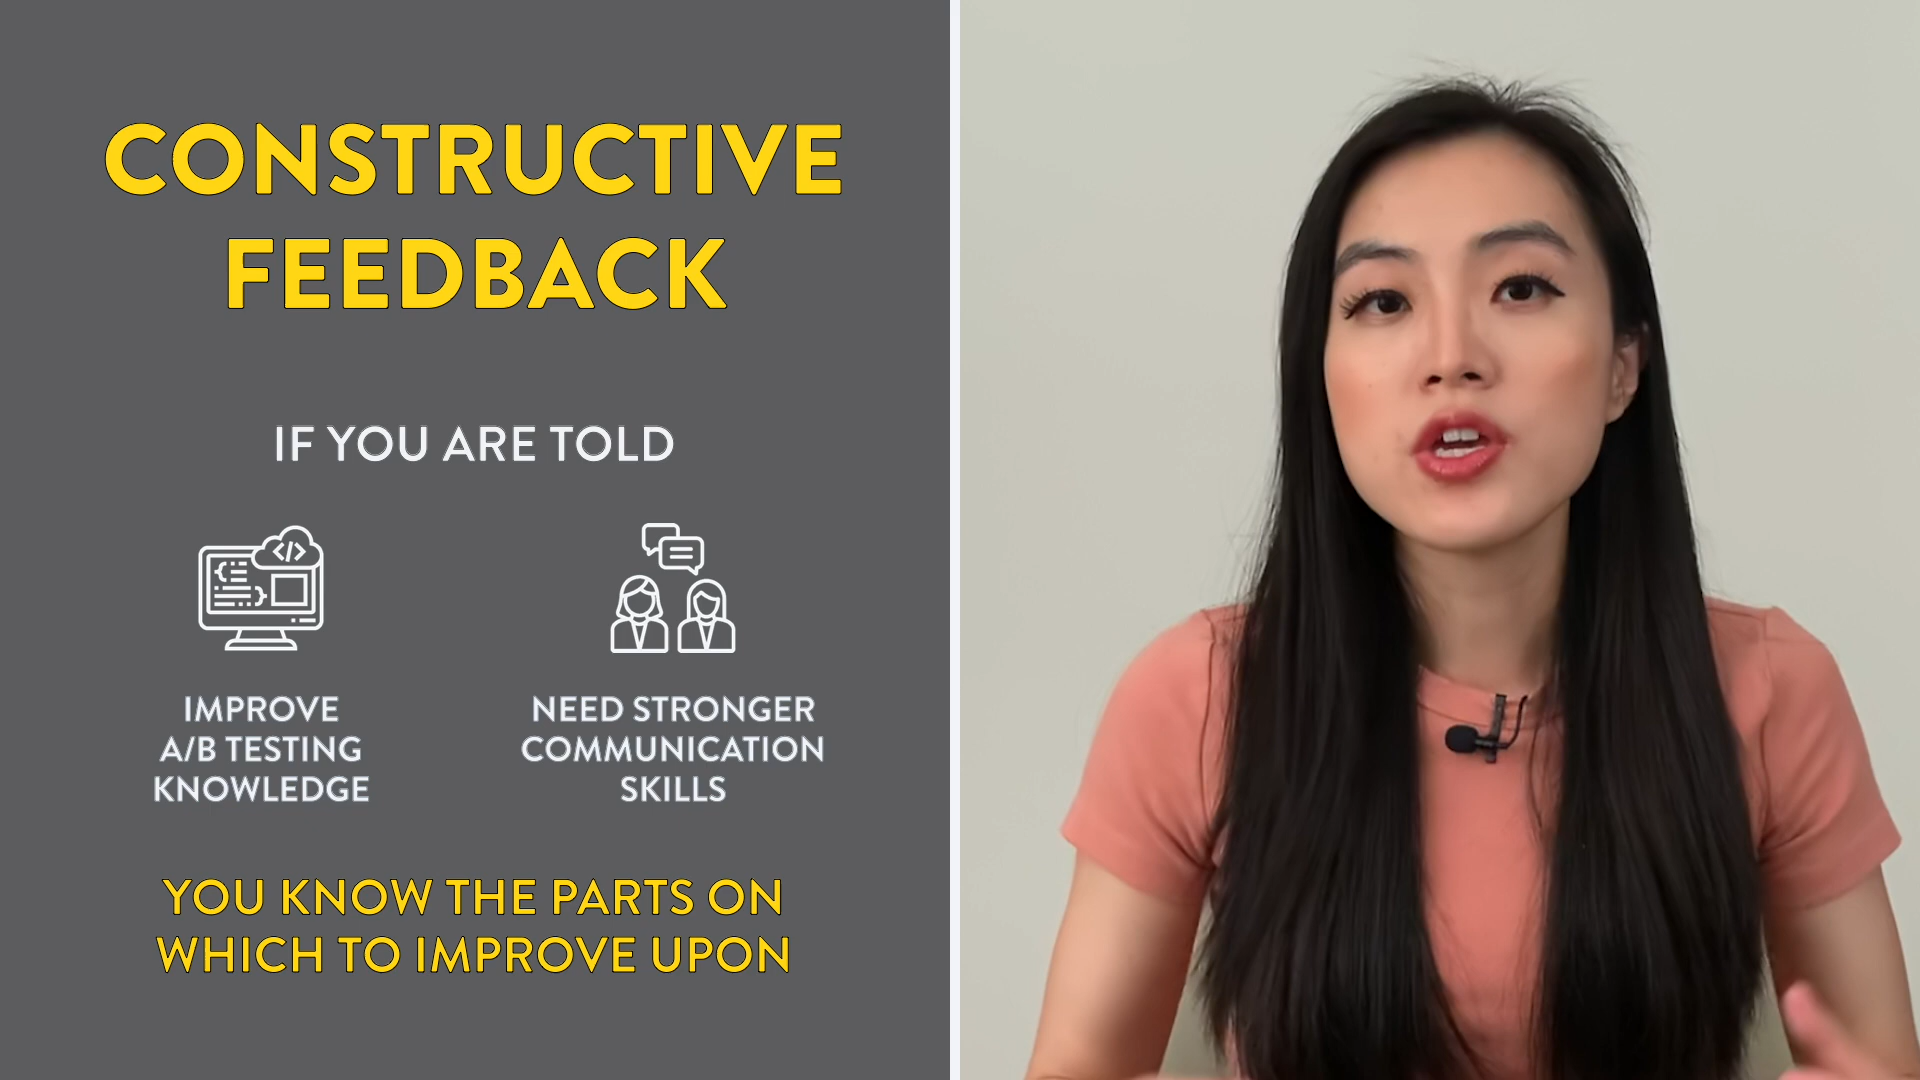 CONSTRUCTIVE
FEEDBACK
IF YOU ARE TOLD
IMPROVE
A/B TESTING
KNOWLEDGE
NEED STRONGER
COMMUNICATION
SKILLS
YOU KNOW THE PARTS ON
WHICH TO IMPROVE UPON